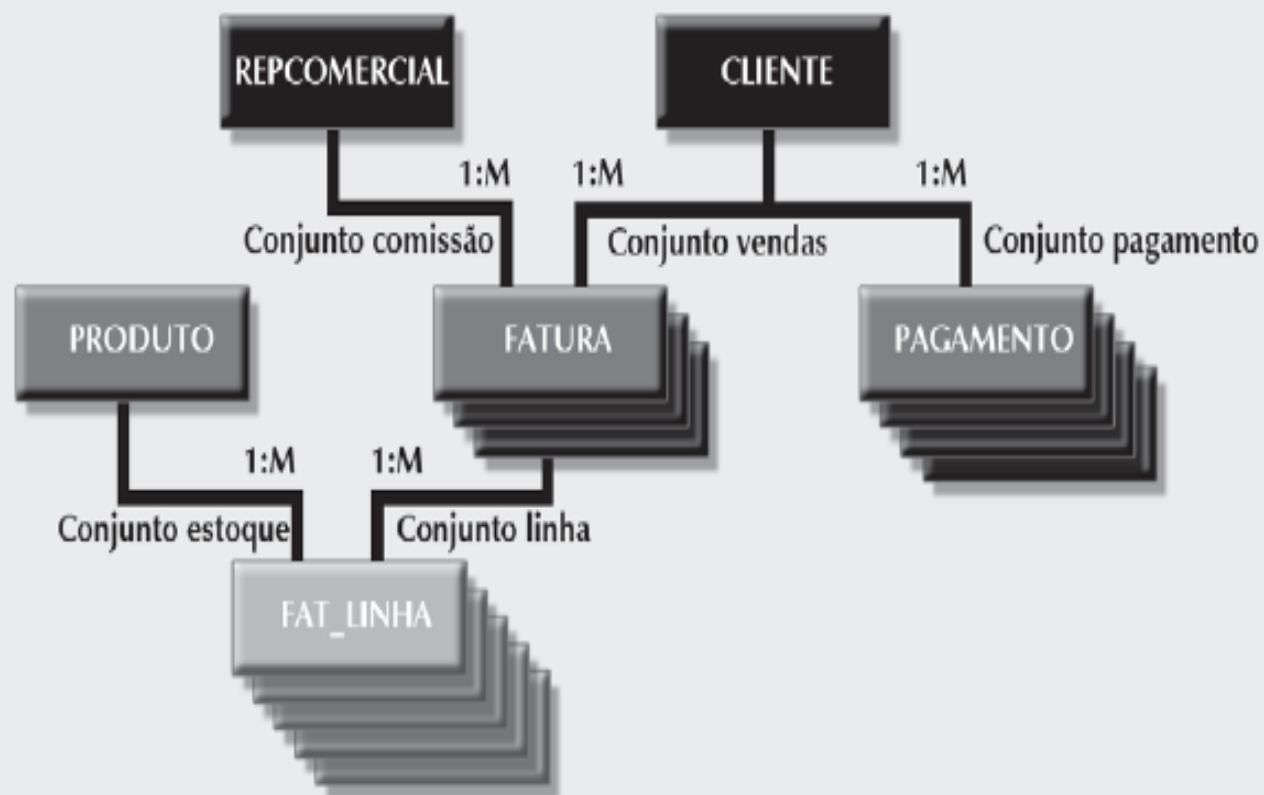 REPCOMERCIAL
CLIENTE
1:M
1:M
1:M
Conjunto comissão
Conjunto vendas
Conjunto pagamento
PRODUTO
FATURA
PAGAMENTO
1:M
1:M
Conjunto estoque
Conjunto linha
FAT_LINHA